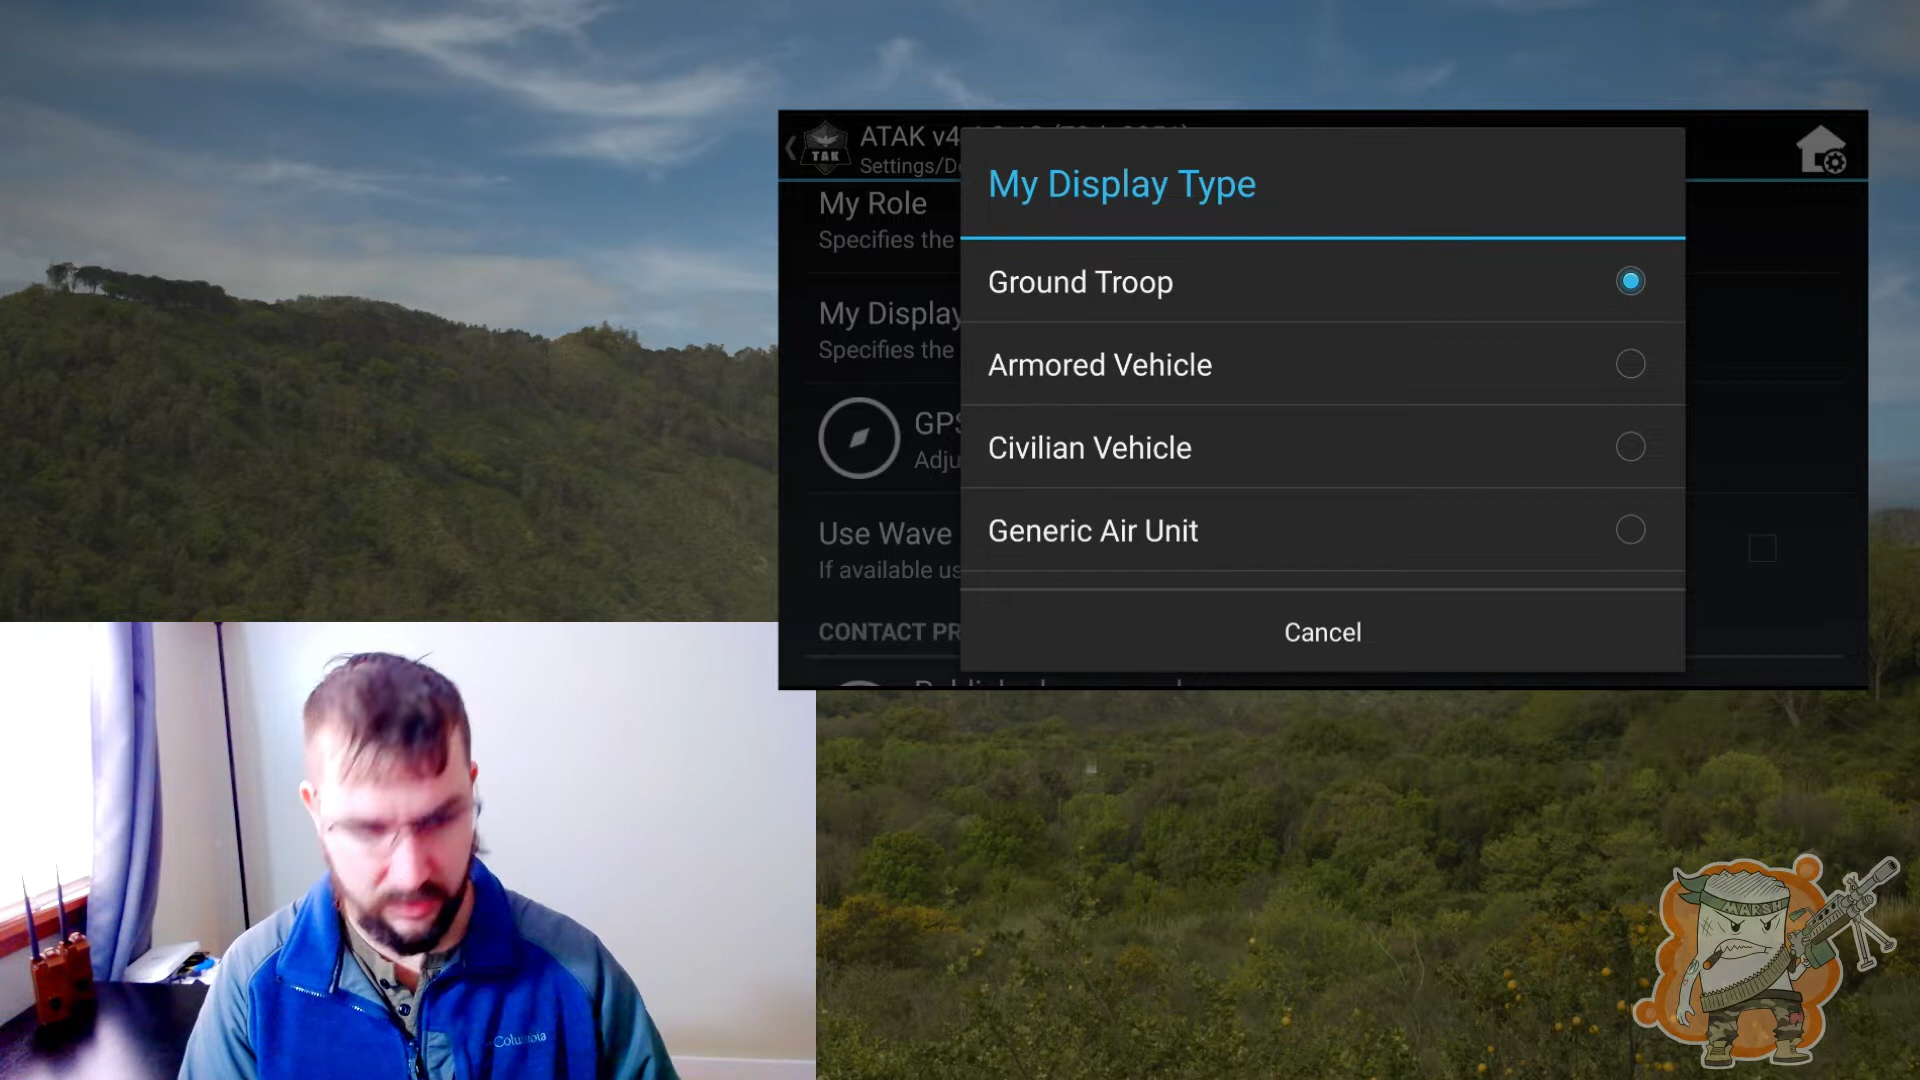 ATAK v4
Settings/D
TAK
My Role
Specifies the
My Display
Specifies the
GPS
Adju
Use Wave
If available us
CONTACT PR
My Display Type
Ground Troop
Armored Vehicle
Civilian Vehicle
Generic Air Unit
Cancel
Columbia
MARSH